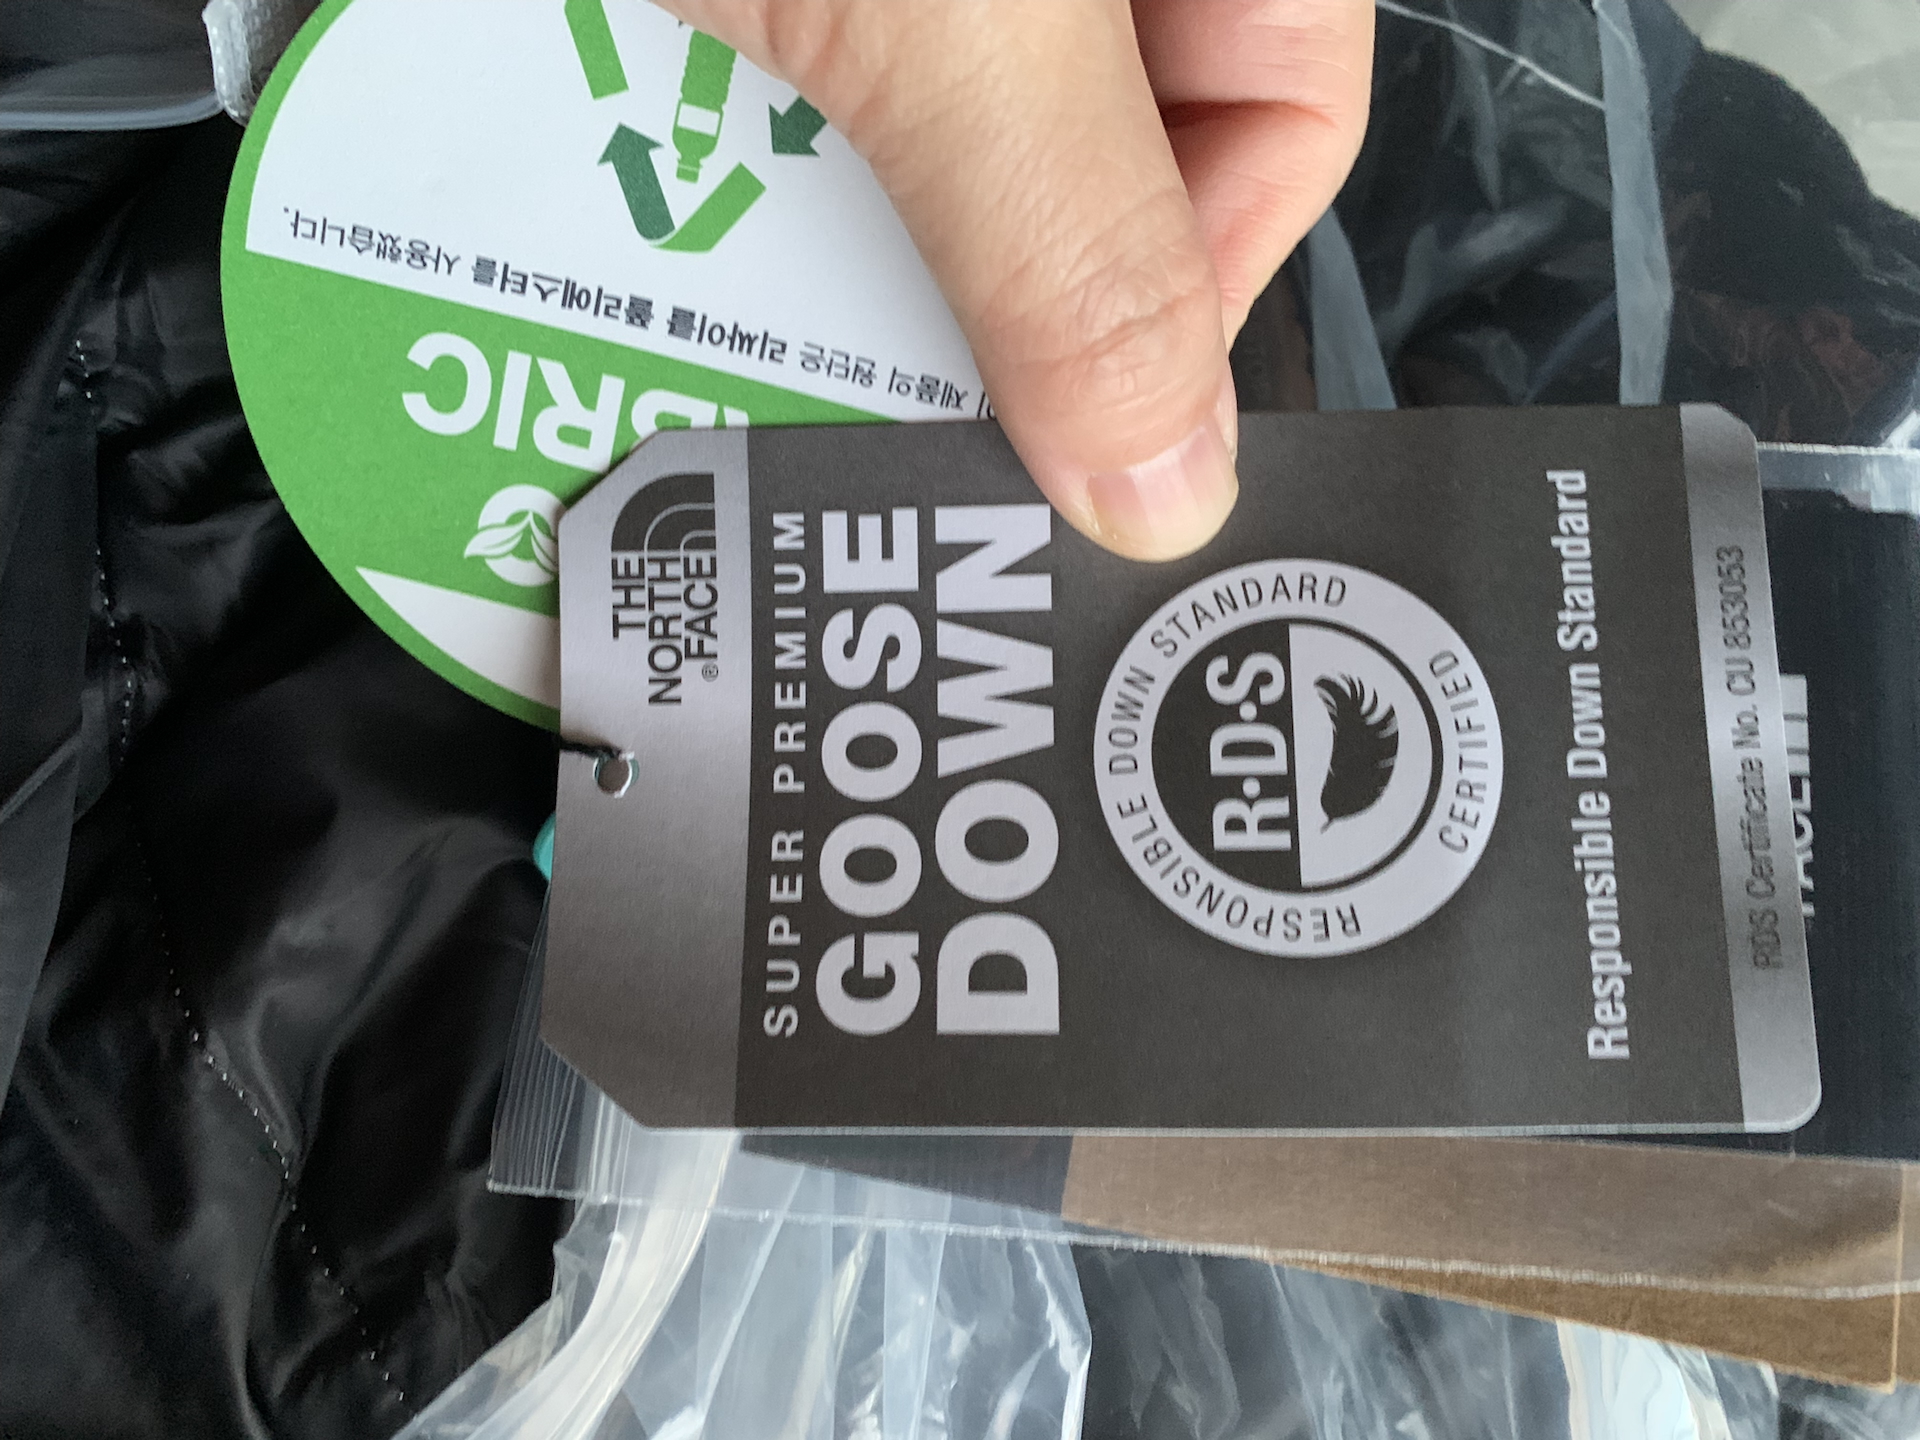 THE
NORTH
FACE®
SUPER PREMIUM
GOOSE
DOWN
RESPONSIBLE DOWN STANDARD
R·D·S
CERTIFIED
Responsible Down Standard
RDS Certificate No. CU 853053
제품의 원단은 리싸이클 폴리에스터를 사용했습니다.